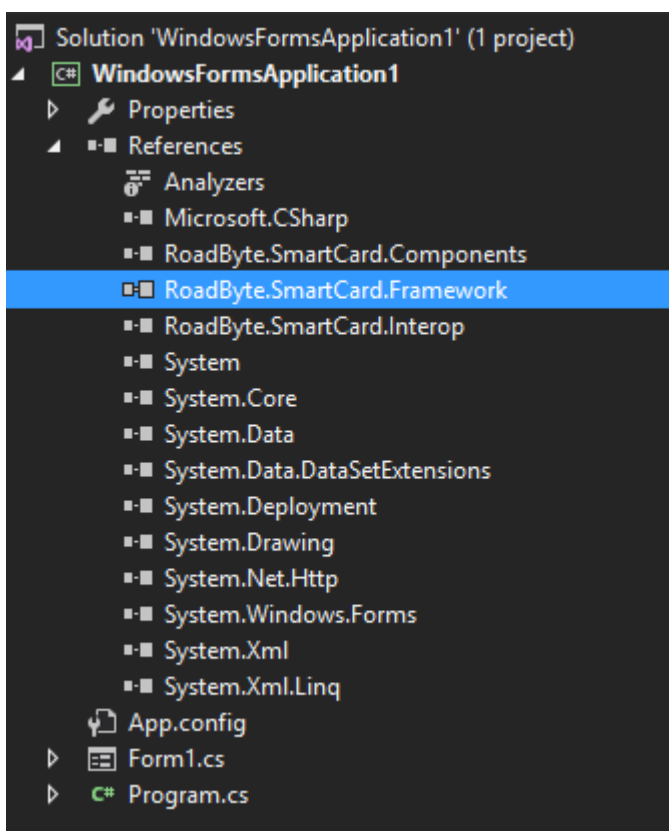 Solution 'WindowsFormsApplication1' (1 project)
C# WindowsFormsApplication1
Properties
References
Analyzers
Microsoft.CSharp
RoadByte.SmartCard.Components
RoadByte.SmartCard.Framework
RoadByte.SmartCard.Interop
System
System.Core
System.Data
System.Data.DataSetExtensions
System.Deployment
System.Drawing
System.Net.Http
System.Windows.Forms
System.Xml
System.Xml.Linq
App.config
Form1.cs
C# Program.cs